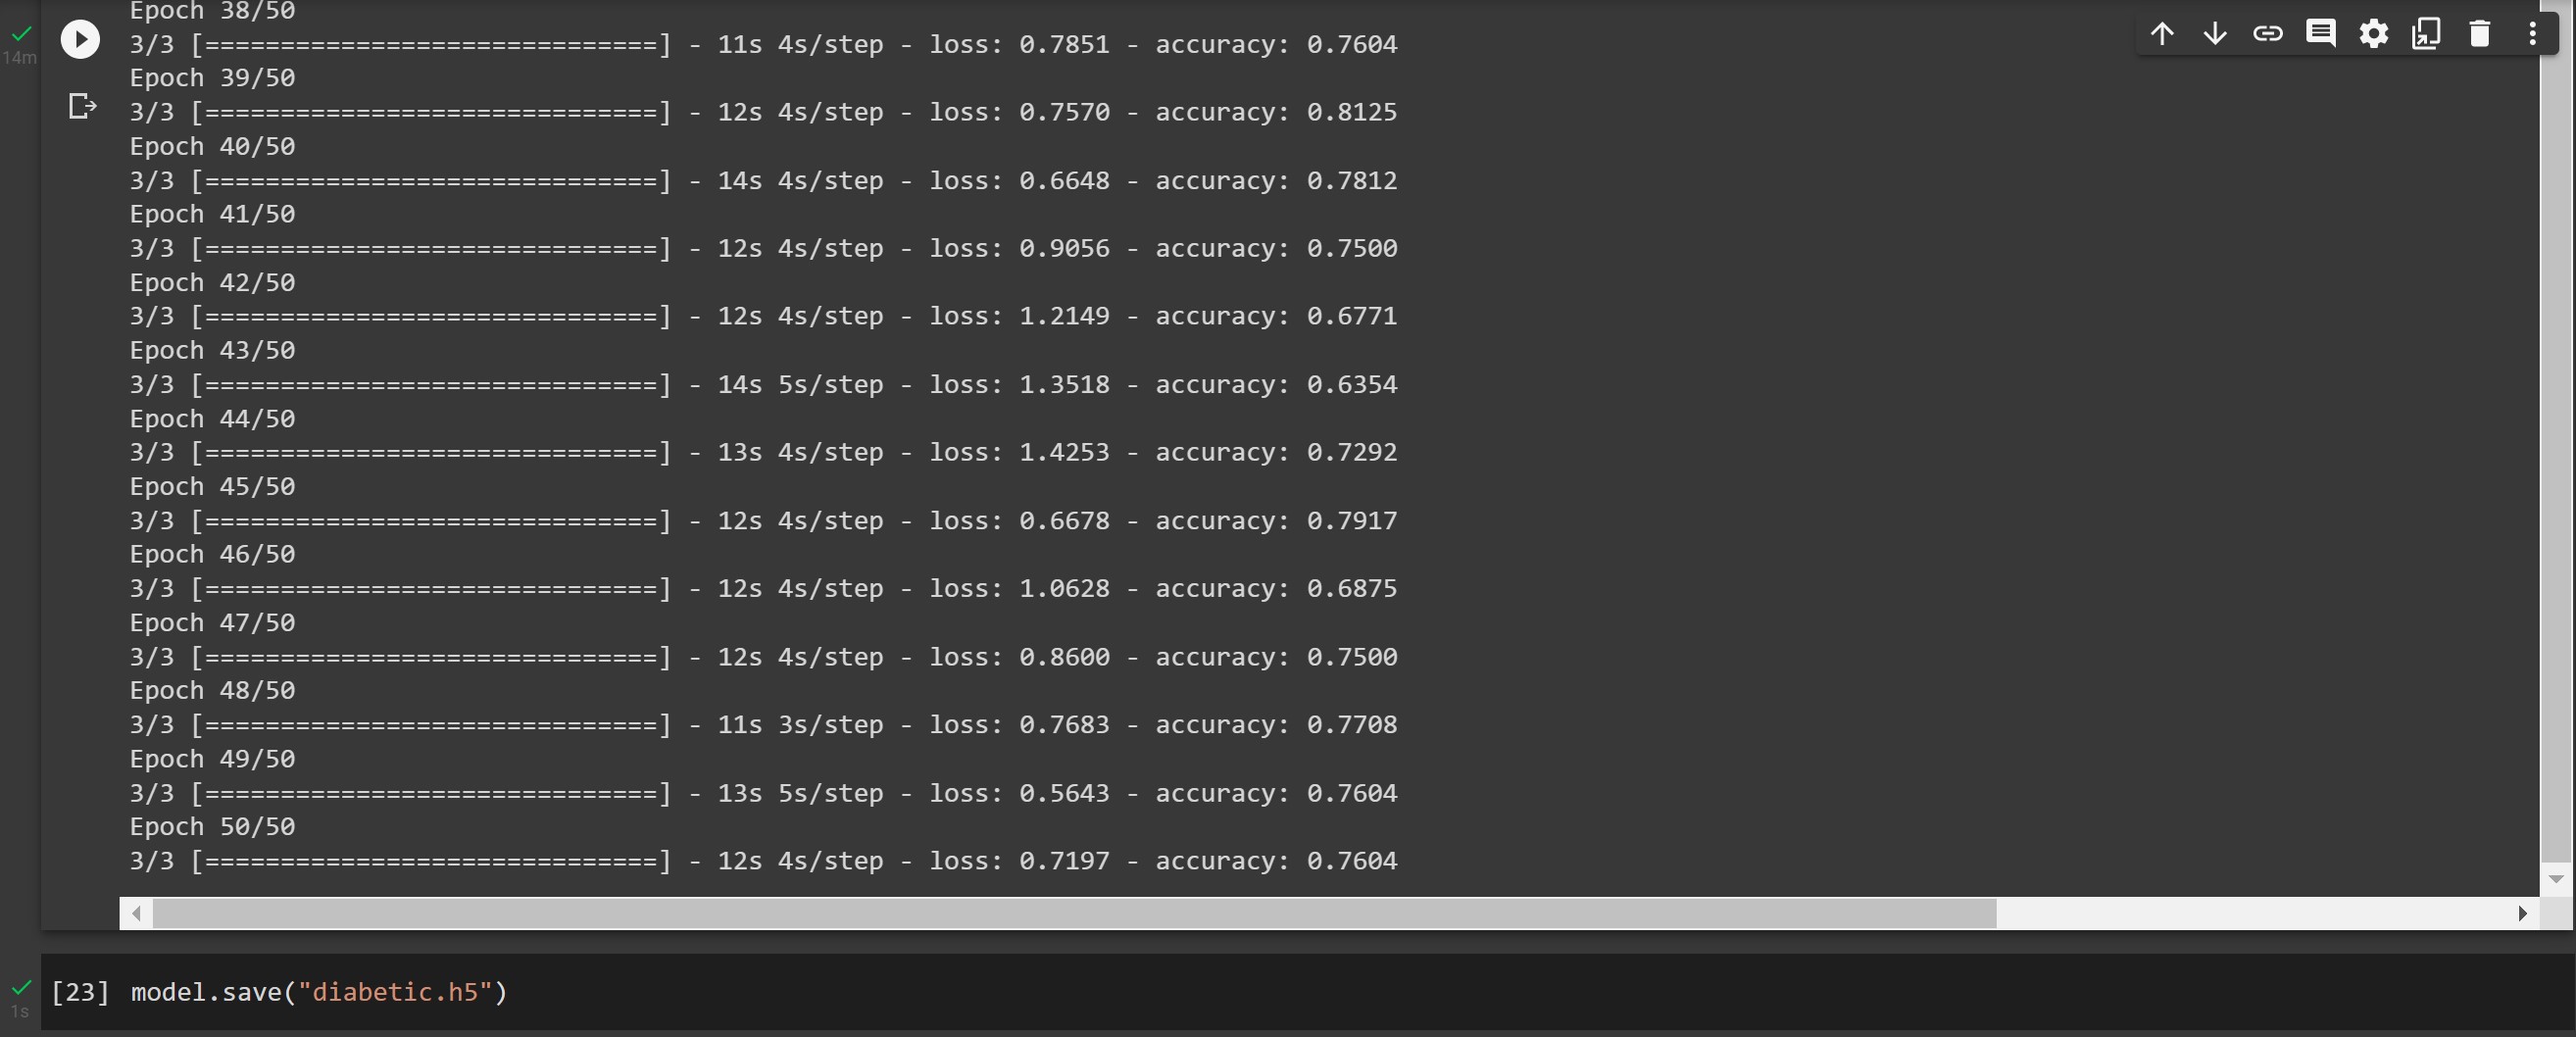 Epoch 38/50
3/3 [==============================] - 11s 4s/step - loss: 0.7851 - accuracy: 0.7604
Epoch 39/50
3/3 [==============================] - 12s 4s/step - loss: 0.7570 - accuracy: 0.8125
Epoch 40/50
3/3 [==============================] - 14s 4s/step - loss: 0.6648 - accuracy: 0.7812
Epoch 41/50
3/3 [==============================] - 12s 4s/step - loss: 0.9056 - accuracy: 0.7500
Epoch 42/50
3/3 [==============================] - 12s 4s/step - loss: 1.2149 - accuracy: 0.6771
Epoch 43/50
3/3 [==============================] - 14s 5s/step - loss: 1.3518 - accuracy: 0.6354
Epoch 44/50
3/3 [==============================] - 13s 4s/step - loss: 1.4253 - accuracy: 0.7292
Epoch 45/50
3/3 [==============================] - 12s 4s/step - loss: 0.6678 - accuracy: 0.7917
Epoch 46/50
3/3 [==============================] - 12s 4s/step - loss: 1.0628 - accuracy: 0.6875
Epoch 47/50
3/3 [==============================] - 12s 4s/step - loss: 0.8600 - accuracy: 0.7500
Epoch 48/50
3/3 [==============================] - 11s 3s/step - loss: 0.7683 - accuracy: 0.7708
Epoch 49/50
3/3 [==============================] - 13s 5s/step - loss: 0.5643 - accuracy: 0.7604
Epoch 50/50
3/3 [==============================] - 12s 4s/step - loss: 0.7197 - accuracy: 0.7604
14m
[23] model.save("diabetic.h5")
1s